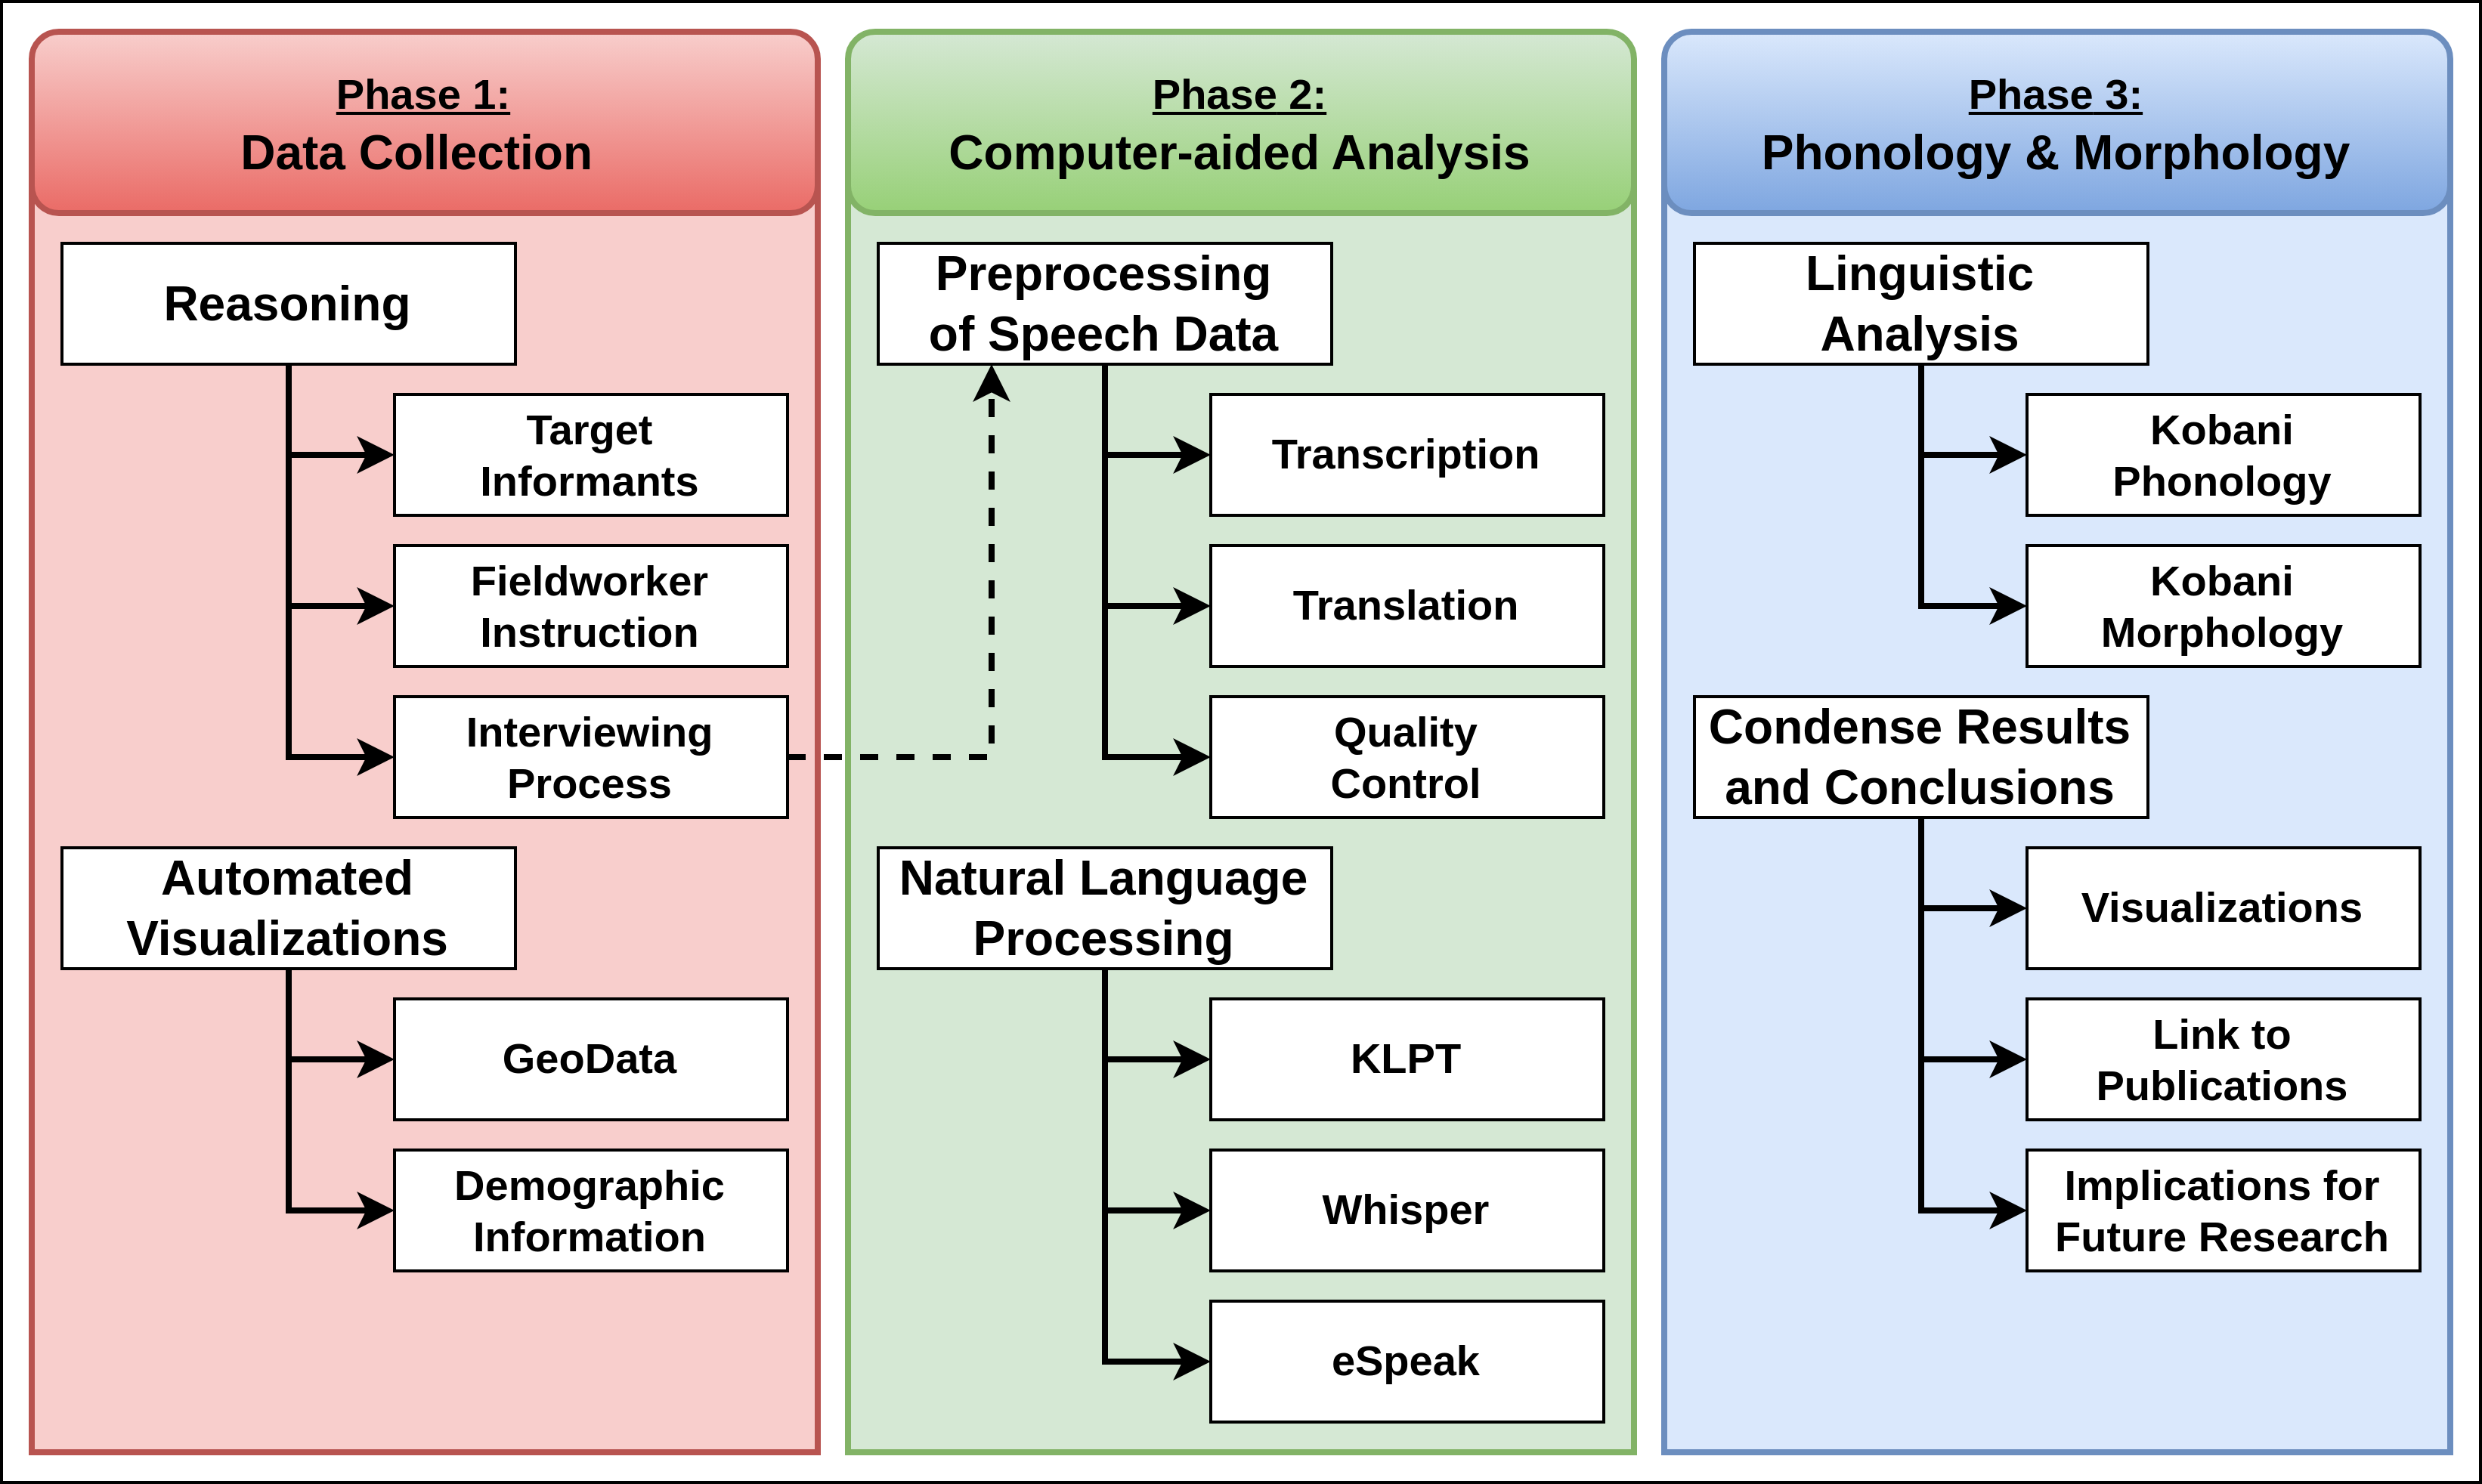 Phase 1:
Data Collection
Reasoning
Target
Informants
Fieldworker
Instruction
Interviewing
Process
Automated
Visualizations
GeoData
Demographic
Information
Phase 2:
Computer-aided Analysis
Preprocessing
of Speech Data
Transcription
Translation
Quality
Control
Natural Language
Processing
KLPT
Whisper
eSpeak
Phase 3:
Phonology & Morphology
Linguistic
Analysis
Kobani
Phonology
Kobani
Morphology
Condense Results
and Conclusions
Visualizations
Link to
Publications
Implications for
Future Research